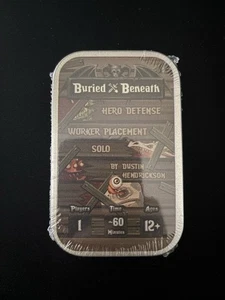 Buried Beneath
HERO DEFENSE
WORKER PLACEMENT
SOLO
BY DUSTIN
HENDRICKSON
Players Time Ages
1 ~60 12+
Minutes